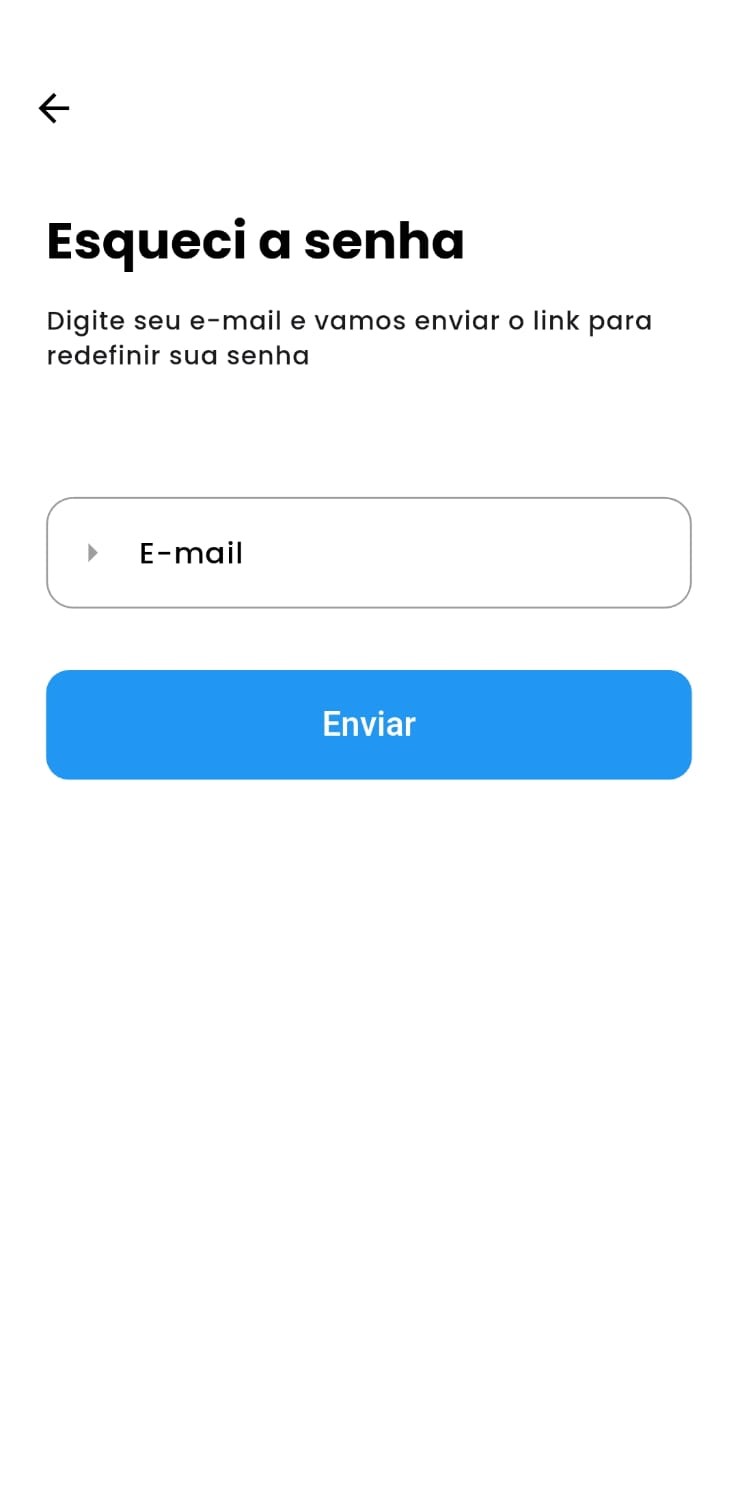 Esqueci a senha
Digite seu e-mail e vamos enviar o link para
redefinir sua senha
E-mail
Enviar